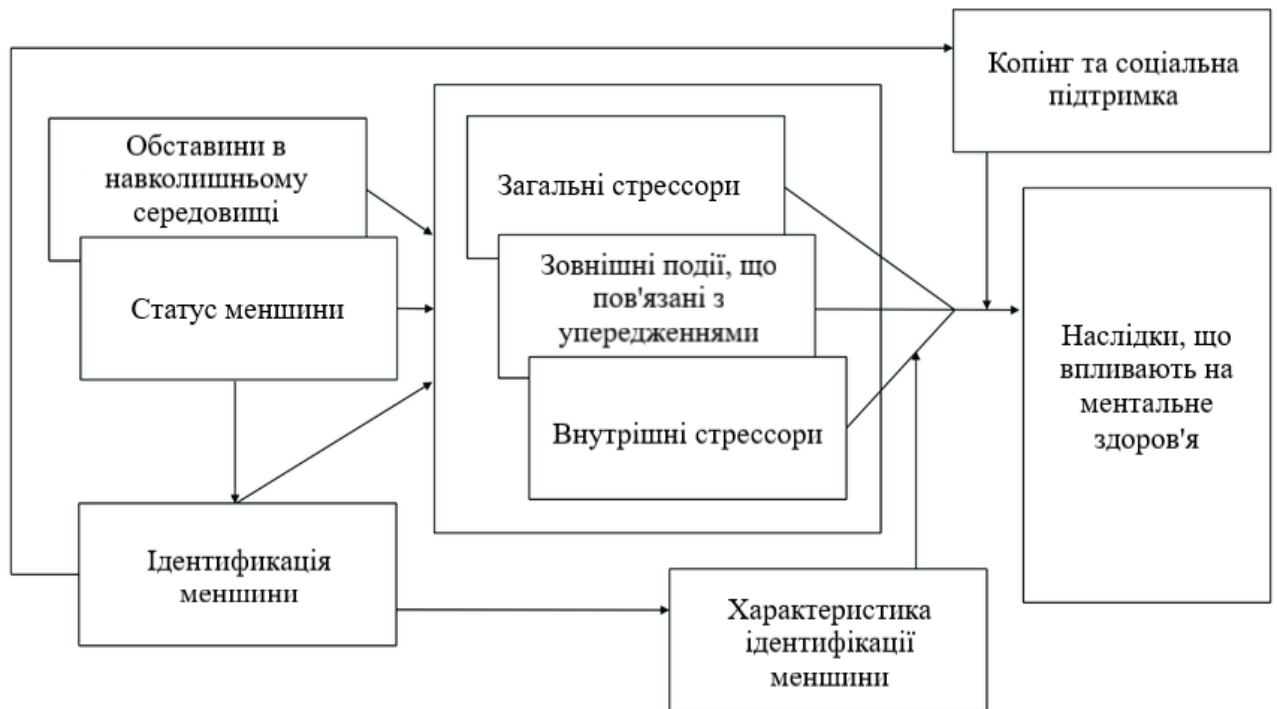 Копінг та соціальна
підтримка
Обставини в
навколишньому
середовищі
Статус меншини
Загальні стрессори
Зовнішні події, що
пов'язані з
упередженнями
Внутрішні стрессори
Наслідки, що
впливають на
ментальне
здоров'я
Ідентификація
меншини
Характеристика
ідентифікації
меншини